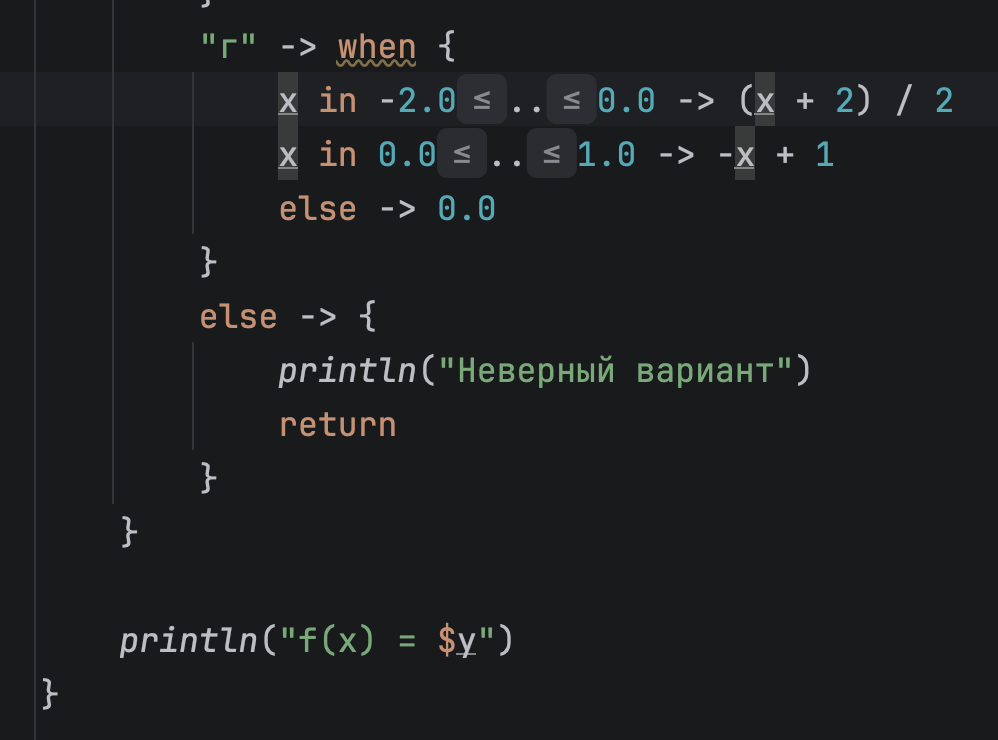 }
"г" -> when {
x in -2.0 ≤ .. ≤ 0.0 -> (x + 2) / 2
x in 0.0 ≤ .. ≤ 1.0 -> -x + 1
else -> 0.0
}
else -> {
println("Неверный вариант")
return
}
}
println("f(x) = $y")
}